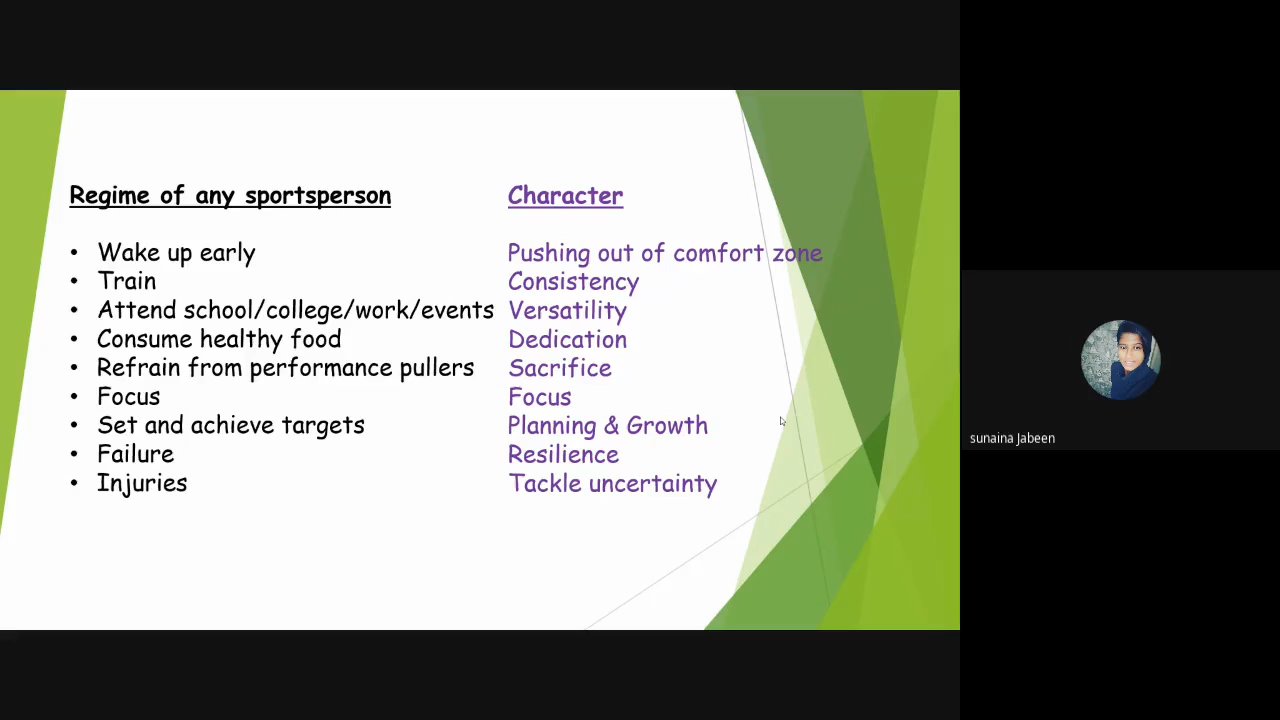 Regime of any sportsperson Character
• Wake up early Pushing out of comfort zone
• Train Consistency
• Attend school/college/work/events Versatility
• Consume healthy food Dedication
• Refrain from performance pullers Sacrifice
• Focus Focus
• Set and achieve targets Planning & Growth
• Failure Resilience
• Injuries Tackle uncertainty
sunaina Jabeen